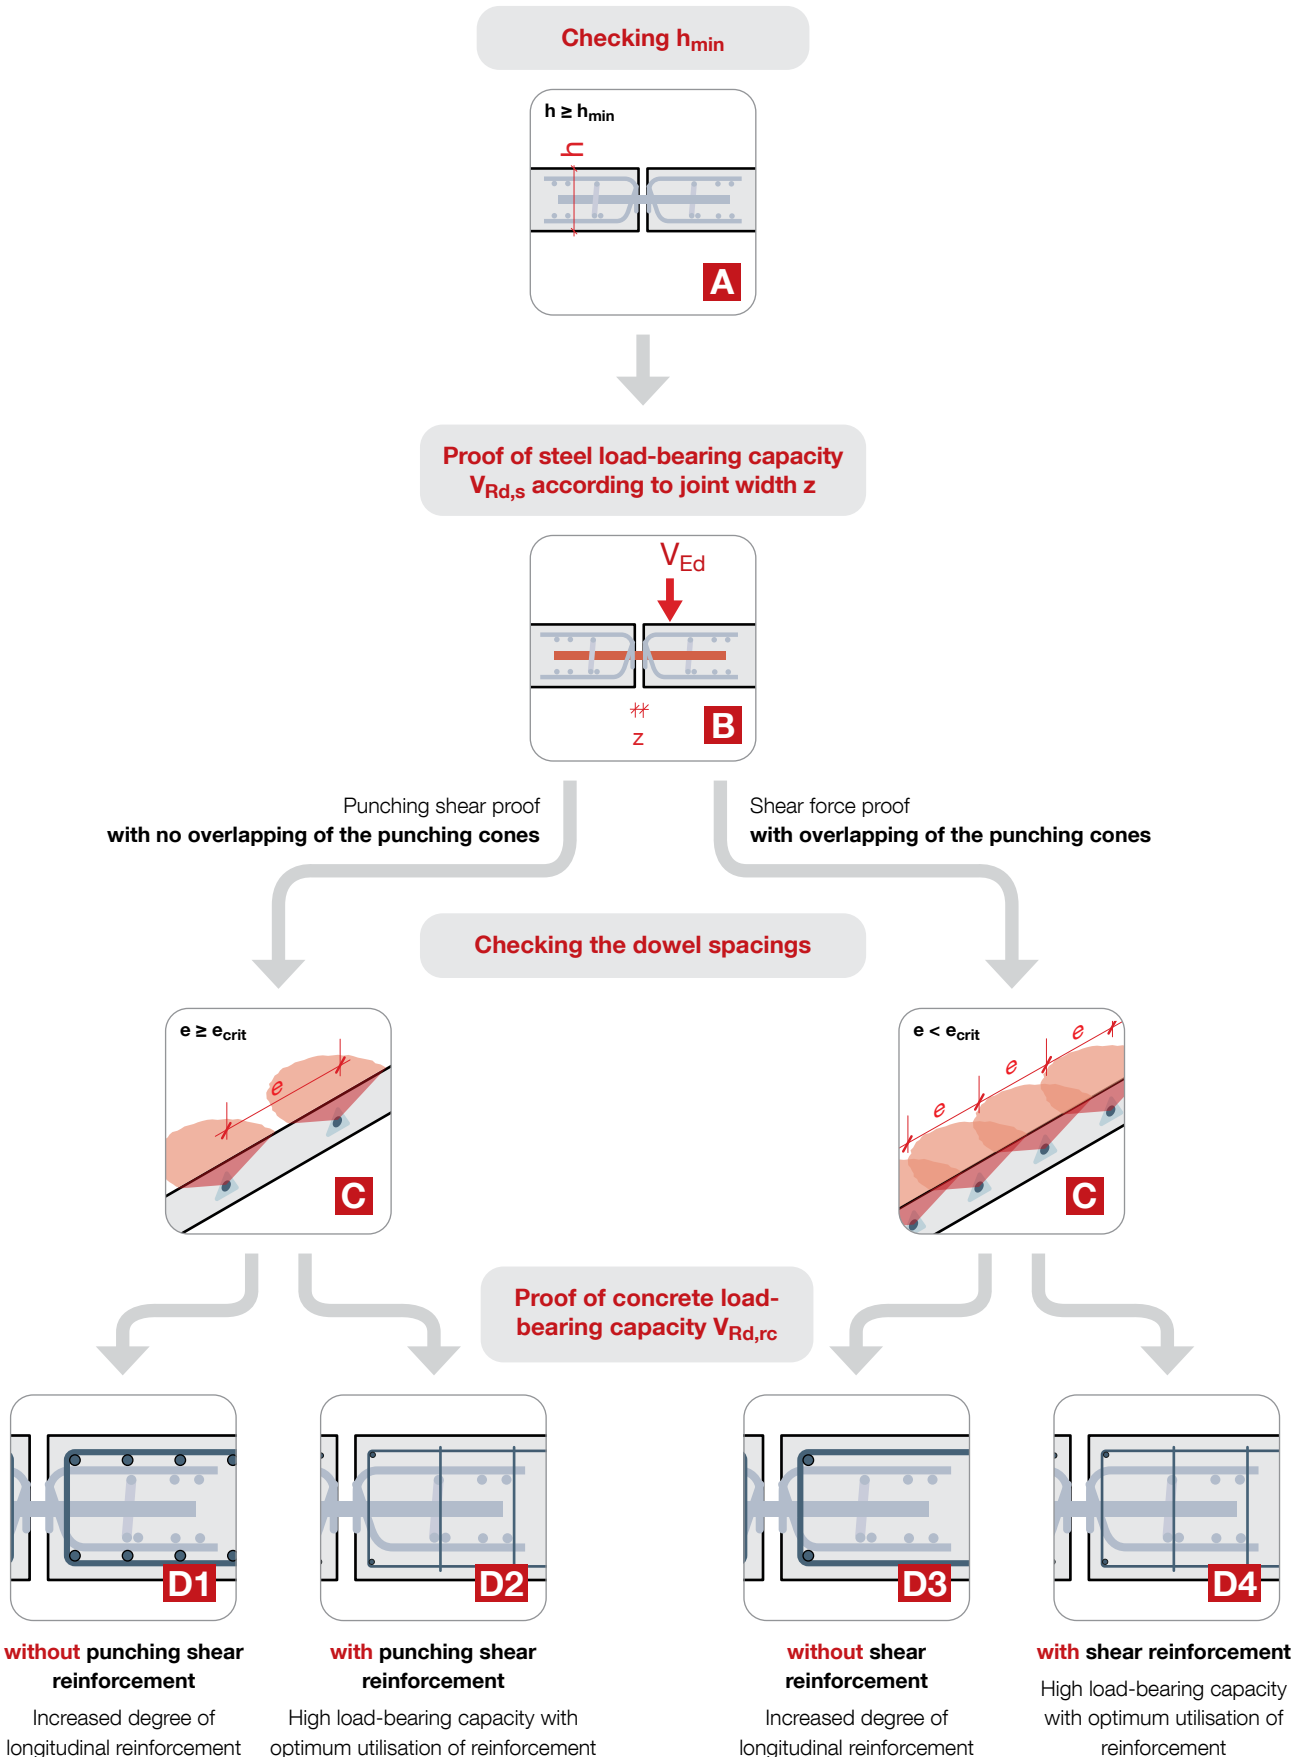 Checking hmin
h ≥ hmin
h
A
Proof of steel load-bearing capacity
VRd,s according to joint width z
VEd
z
B
Punching shear proof
with no overlapping of the punching cones
Shear force proof
with overlapping of the punching cones
Checking the dowel spacings
e ≥ ecrit
e
C
e < ecrit
e
e
e
C
Proof of concrete load-
bearing capacity VRd,rc
D1
D2
D3
D4
without punching shear
reinforcement
Increased degree of
longitudinal reinforcement
with punching shear
reinforcement
High load-bearing capacity with
optimum utilisation of reinforcement
without shear
reinforcement
Increased degree of
longitudinal reinforcement
with shear reinforcement
High load-bearing capacity
with optimum utilisation of
reinforcement